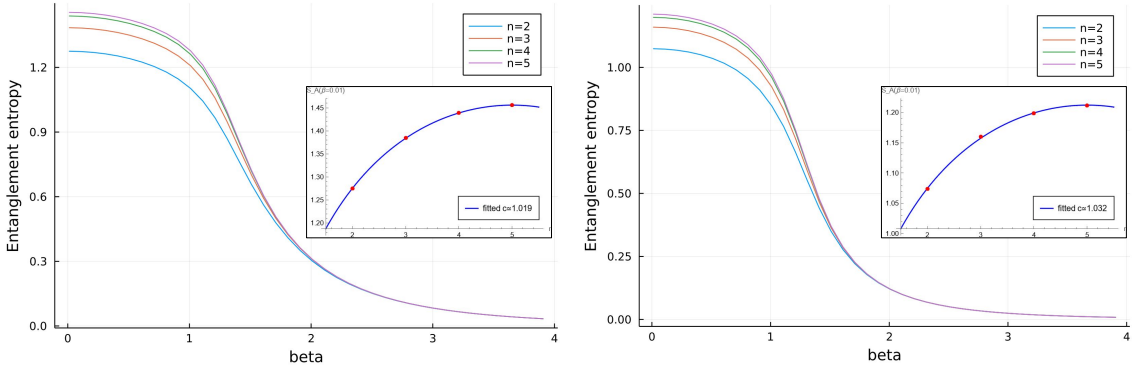 Entanglement entropy
1.2
0.9
0.6
0.3
0.0
0
1
2
3
4
beta
n=2
n=3
n=4
n=5
S_A(β=0.01)
1.45
1.40
1.35
1.30
1.25
1.20
2
3
4
5
fitted c≈1.019
Entanglement entropy
1.00
0.75
0.50
0.25
0.00
0
1
2
3
4
beta
n=2
n=3
n=4
n=5
S_A(β=0.01)
1.20
1.15
1.10
1.05
1.00
2
3
4
5
fitted c≈1.032